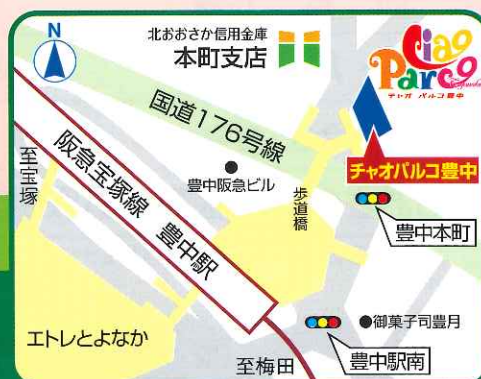 N
北おおさか信用金庫
本町支店
Ciao
Parco
Toyonaka
チャオ パルコ豊中
国道176号線
チャオパルコ豊中
阪急宝塚線 豊中駅
至宝塚
豊中阪急ビル
歩道橋
豊中本町
エトレとよなか
御菓子司豊月
豊中駅南
至梅田